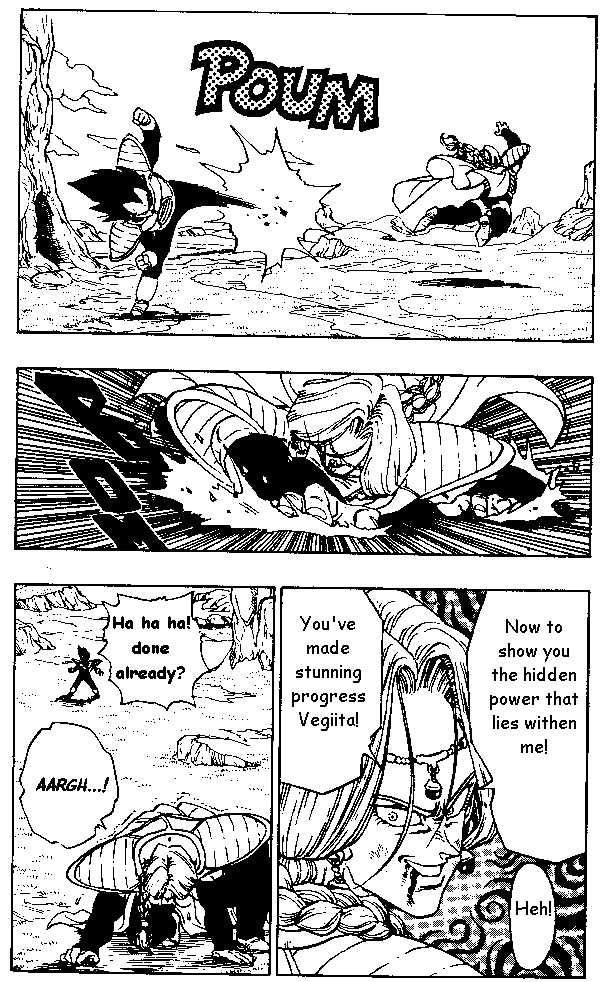 POUM
Ha ha ha!
done
already?
AARGH...!
You've
made
stunning
progress
Vegiita!
Now to
show you
the hidden
power that
lies withen
me!
Heh!